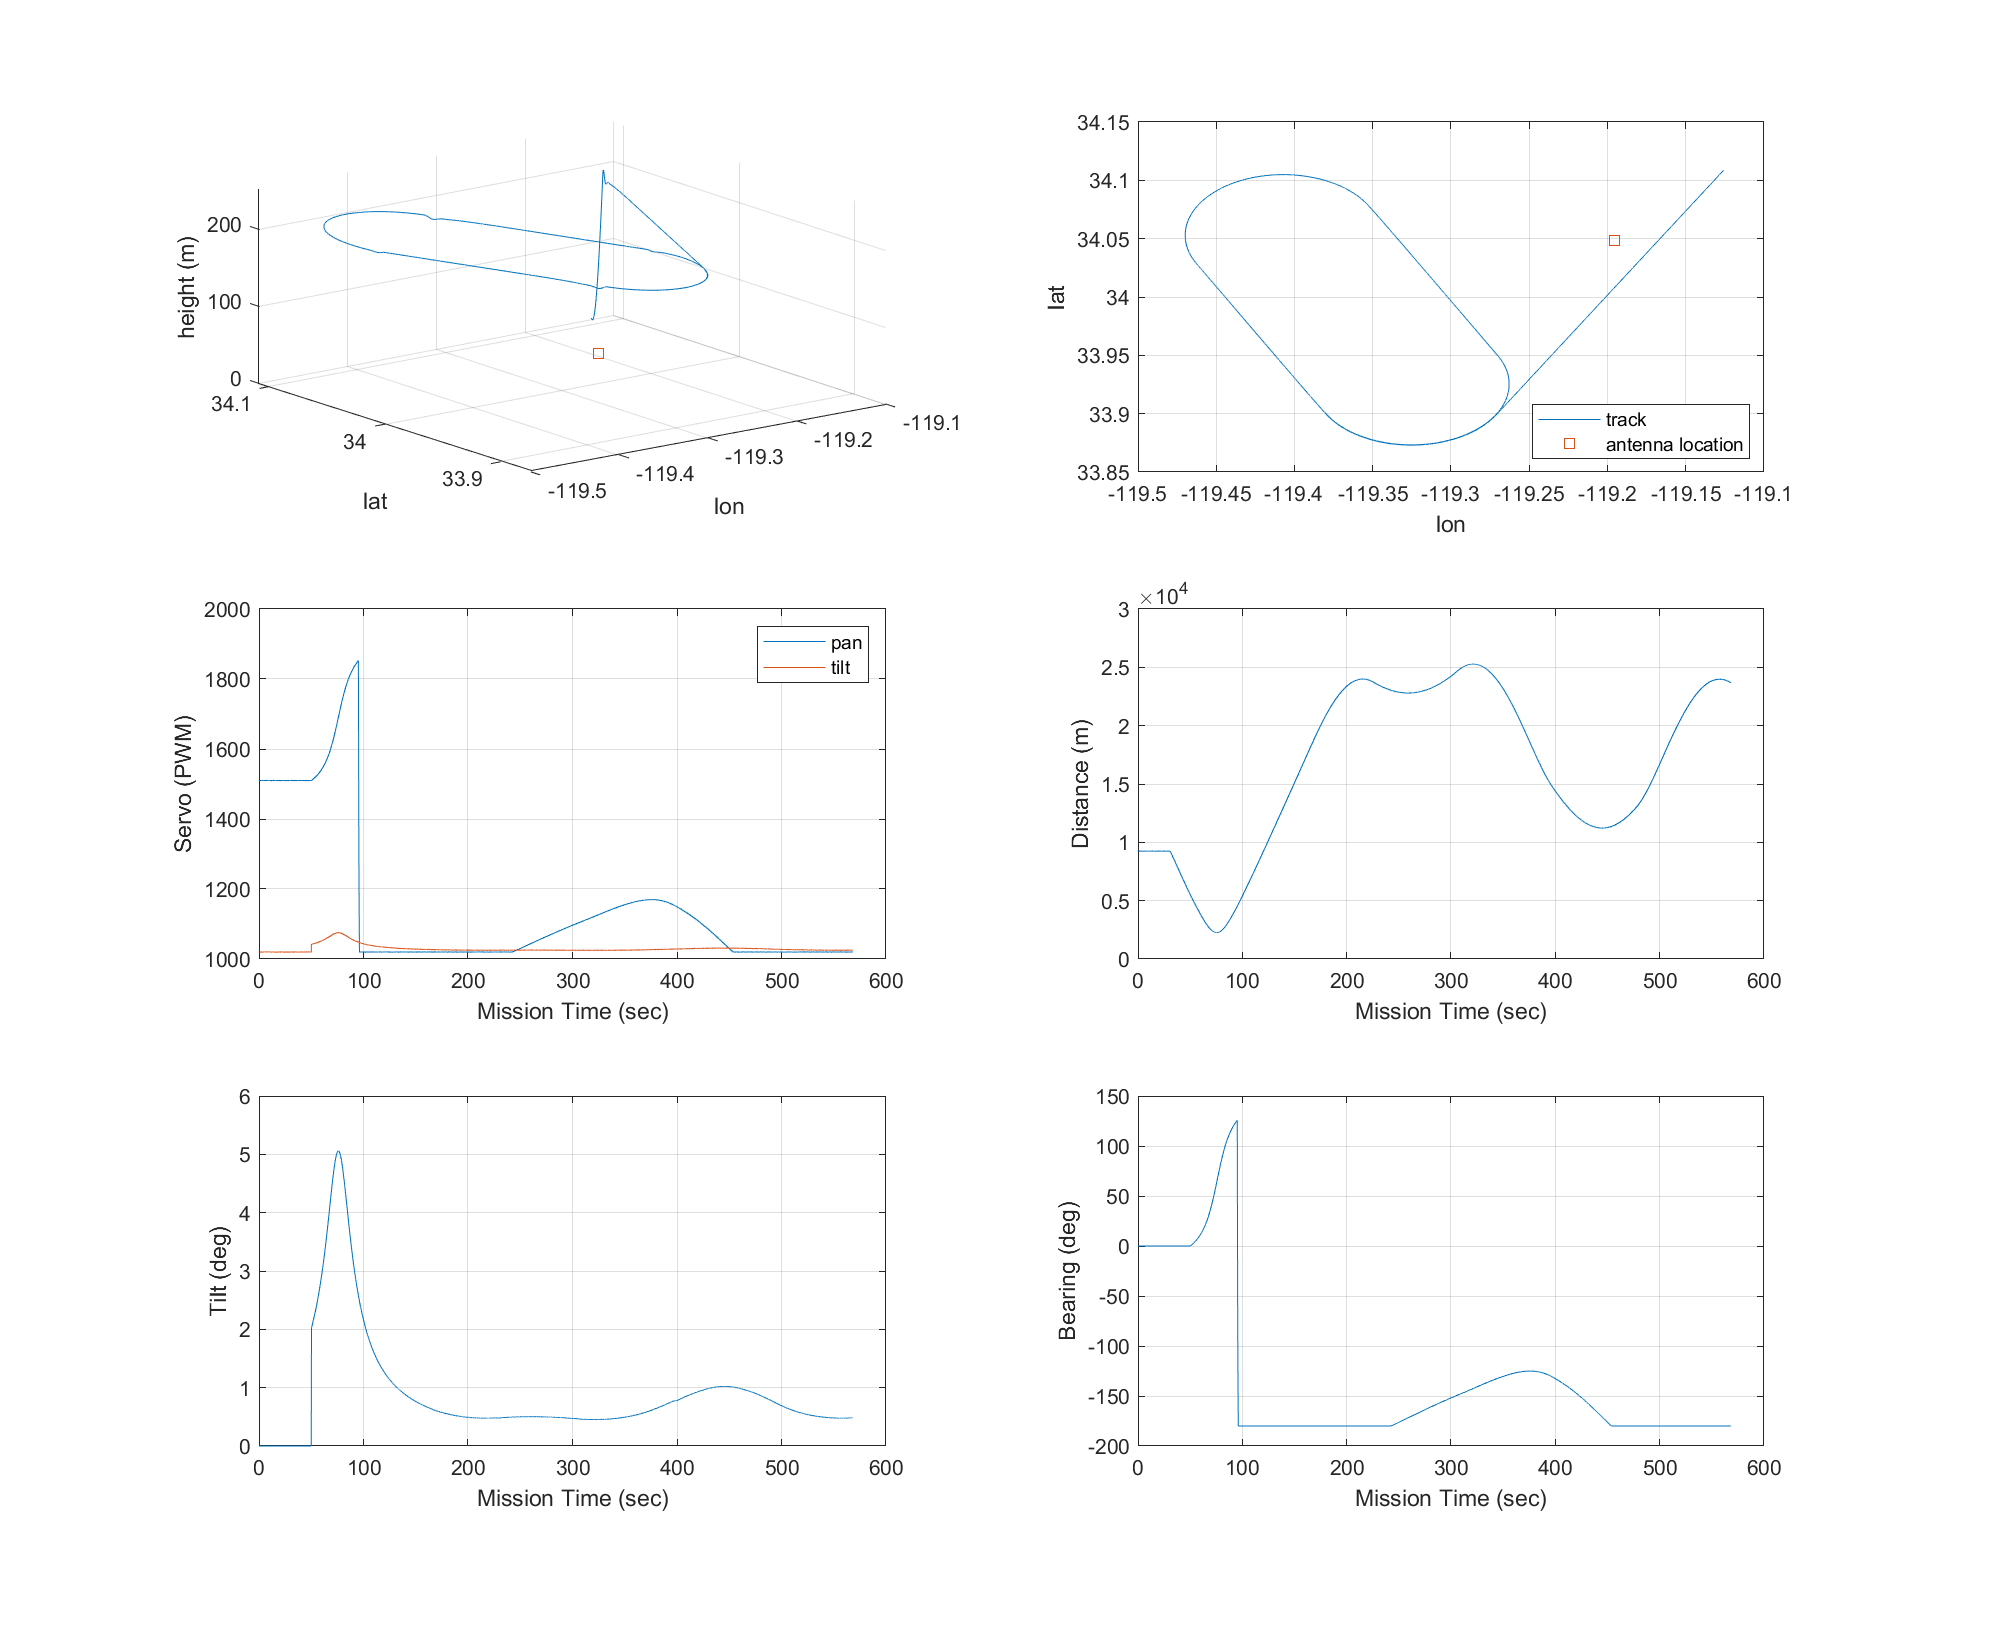 height (m)
200
100
0
34.1
34
33.9
lat
-119.5
-119.4
-119.3
-119.2
-119.1
lon
34.15
34.1
34.05
34
33.95
33.9
33.85
lat
-119.5 -119.45 -119.4 -119.35 -119.3 -119.25 -119.2 -119.15 -119.1
lon
track
antenna location
2000
1800
1600
1400
1200
1000
Servo (PWM)
pan
tilt
0 100 200 300 400 500 600
Mission Time (sec)
×10^4
3
2.5
2
1.5
1
0.5
0
Distance (m)
0 100 200 300 400 500 600
Mission Time (sec)
6
5
4
3
2
1
0
Tilt (deg)
0 100 200 300 400 500 600
Mission Time (sec)
150
100
50
0
-50
-100
-150
-200
Bearing (deg)
0 100 200 300 400 500 600
Mission Time (sec)